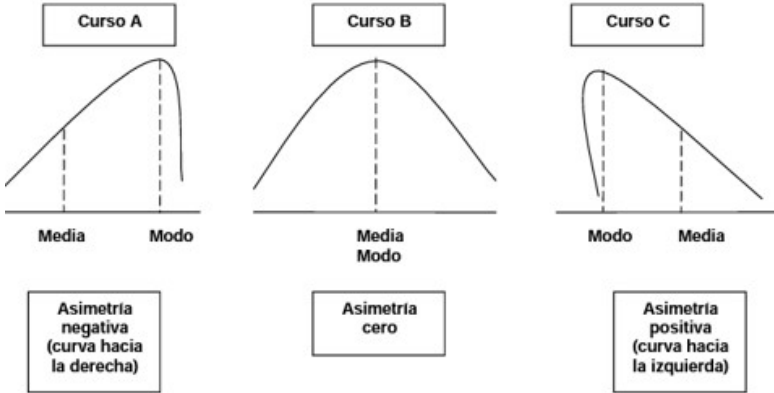 Curso A
Curso B
Curso C
Media
Modo
Media
Modo
Modo
Media
Asimetría
negativa
(curva hacia
la derecha)
Asimetría
cero
Asimetría
positiva
(curva hacia
la izquierda)